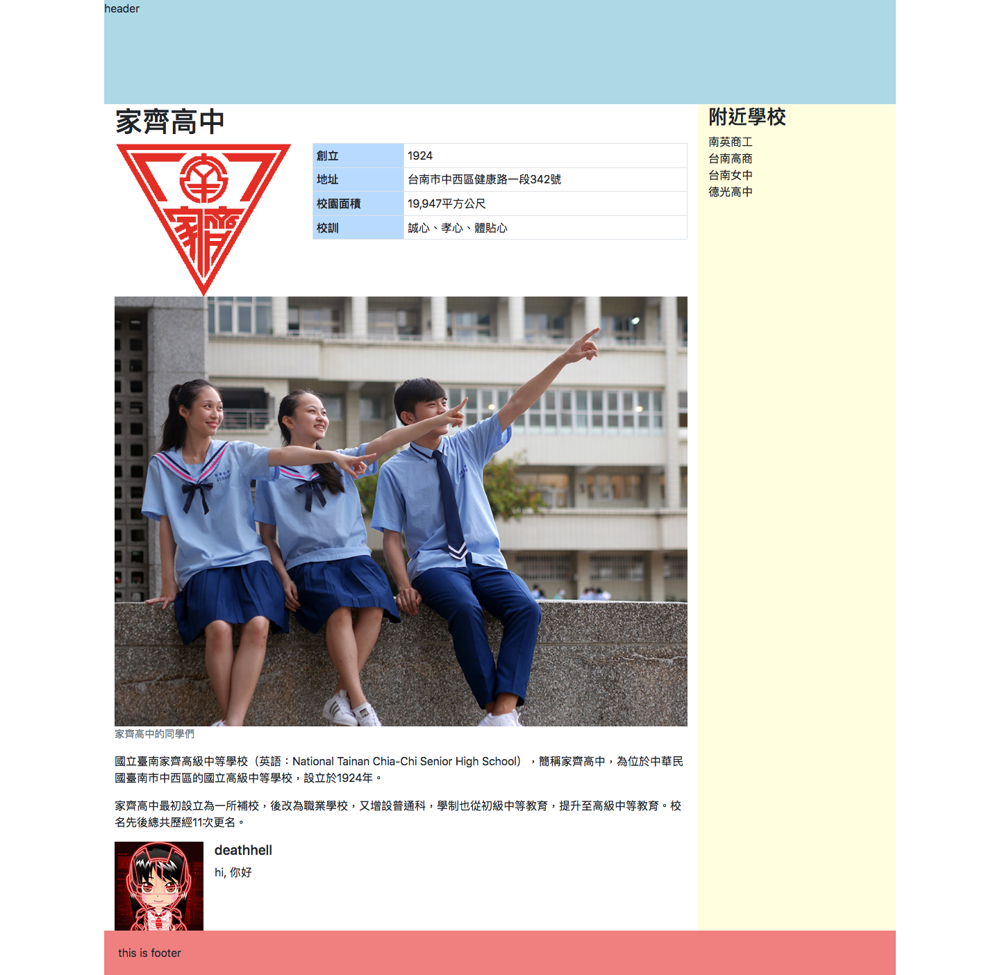 header
家齊高中
家齊
創立 1924
地址 台南市中西區健康路一段342號
校園面積 19,947平方公尺
校訓 誠心、孝心、體貼心
家齊高中的同學們
國立臺南家齊高級中等學校（英語：National Tainan Chia-Chi Senior High School），簡稱家齊高中，為位於中華民
國臺南市中西區的國立高級中等學校，設立於1924年。
家齊高中最初設立為一所補校，後改為職業學校，又增設普通科，學制也從初級中等教育，提升至高級中等教育。校
名先後總共歷經11次更名。
deathhell
hi, 你好
附近學校
南英商工
台南高商
台南女中
德光高中
this is footer